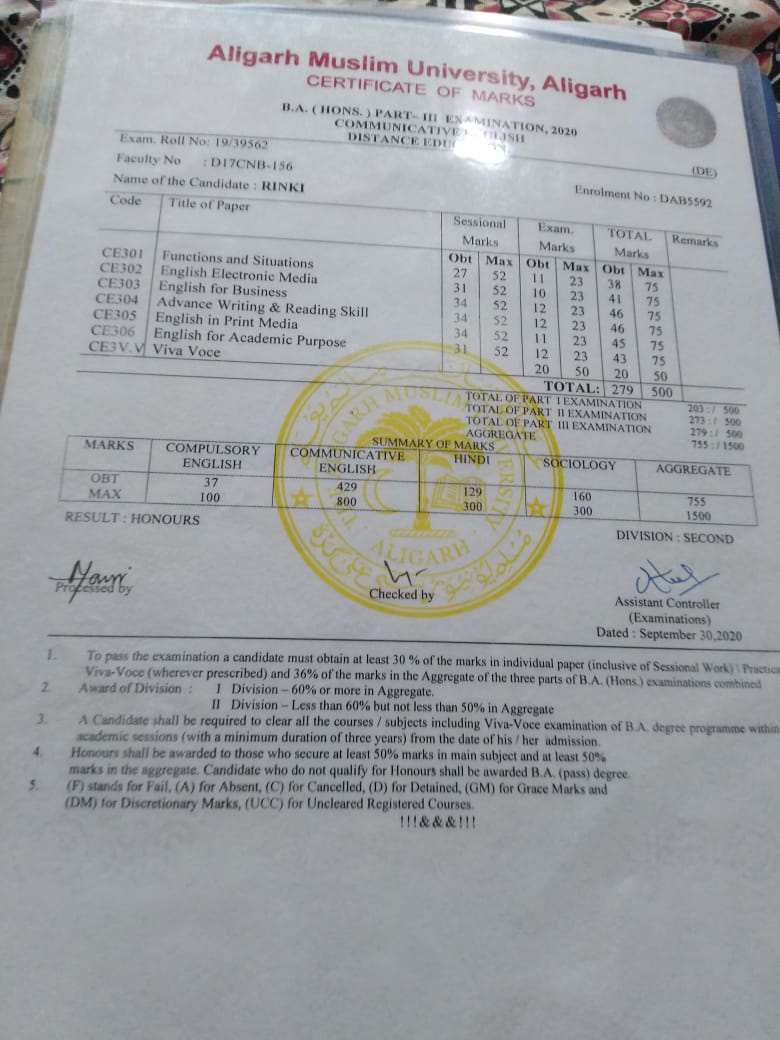 Aligarh Muslim University, Aligarh
CERTIFICATE OF MARKS
B.A. ( HONS. ) PART– III EXAMINATION, 2020
COMMUNICATIVE
DISTANCE
(DE)
Exam. Roll No: 19/39562
Faculty No : D17CNB-156
Enrolment No : DAB5592
Name of the Candidate : RINKI
Code Title of Paper Sessional Marks Exam. Marks TOTAL Marks Remarks
Obt Max Obt Max Obt Max
CE301 Functions and Situations 27 52 11 23 38 75
CE302 English Electronic Media 31 52 10 23 41 75
CE303 English for Business 34 52 12 23 46 75
CE304 Advance Writing & Reading Skill 34 52 12 23 46 75
CE305 English in Print Media 34 52 11 23 45 75
CE306 English for Academic Purpose 31 52 12 23 43 75
CE3V.V Viva Voce 20 50 20 50
TOTAL: 279 500
TOTAL OF PART I EXAMINATION 203 : / 500
TOTAL OF PART II EXAMINATION 273 : / 500
TOTAL OF PART III EXAMINATION 279 : / 500
AGGREGATE 755 : / 1500
SUMMARY OF MARKS
MARKS COMPULSORY ENGLISH COMMUNICATIVE ENGLISH HINDI SOCIOLOGY AGGREGATE
OBT 37 429 129 160 755
MAX 100 800 300 300 1500
RESULT : HONOURS
DIVISION : SECOND
ALIGARH MUSLIM UNIVERSITY
ALIGARH
Processed by
Checked by
Assistant Controller
(Examinations)
Dated : September 30,2020
1. To pass the examination a candidate must obtain at least 30 % of the marks in individual paper (inclusive of Sessional Work) \ Practica
Viva-Voce (wherever prescribed) and 36% of the marks in the Aggregate of the three parts of B.A. (Hon.) examinations combined
2. Award of Division : I Division – 60% or more in Aggregate.
II Division – Less than 60% but not less than 50% in Aggregate
3. A Candidate shall be required to clear all the courses / subjects including Viva-Voce examination of B.A. degree programme within
academic sessions (with a minimum duration of three years) from the date of his / her admission.
4. Honours shall be awarded to those who secure at least 50% marks in main subject and at least 50%
marks in the aggregate. Candidate who do not qualify for Honours shall be awarded B.A. (pass) degree.
5. (F) stands for Fail, (A) for Absent, (C) for Cancelled, (D) for Detained, (GM) for Grace Marks and
(DM) for Discretionary Marks, (UCC) for Uncleared Registered Courses.
!!!&&&!!!